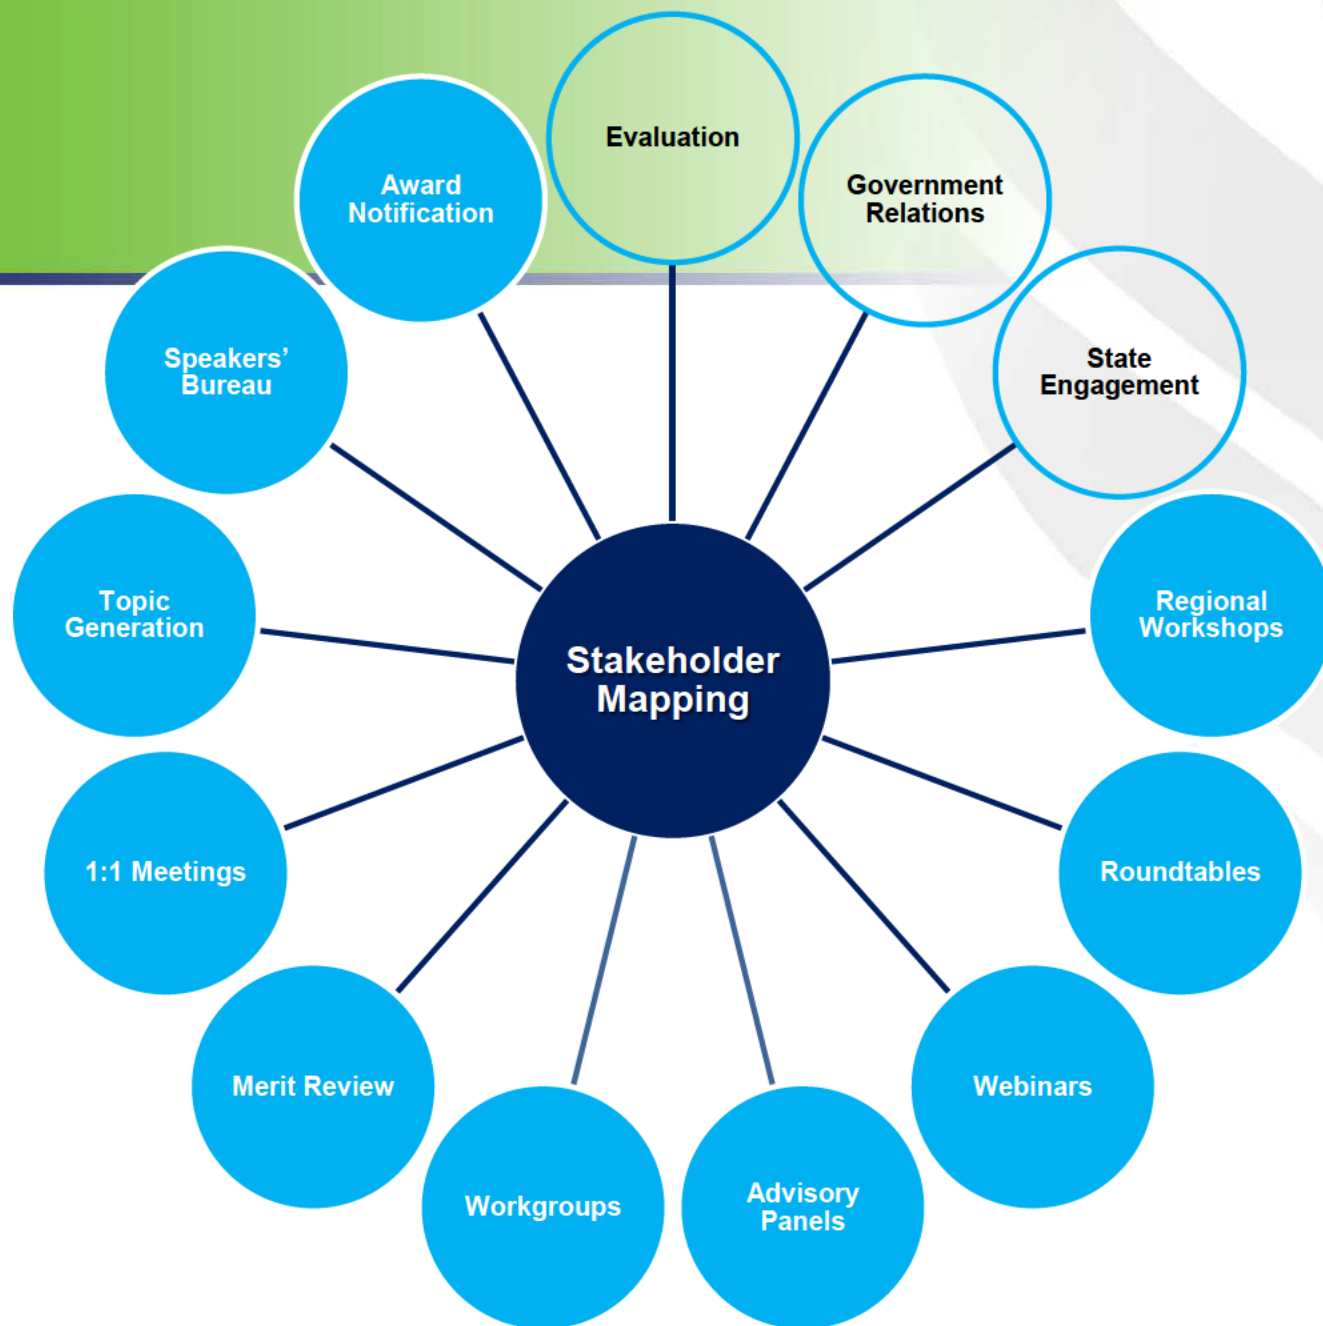 Evaluation
Government
Relations
State
Engagement
Regional
Workshops
Roundtables
Webinars
Advisory
Panels
Workgroups
Merit Review
1:1 Meetings
Topic
Generation
Speakers’
Bureau
Award
Notification
Stakeholder
Mapping